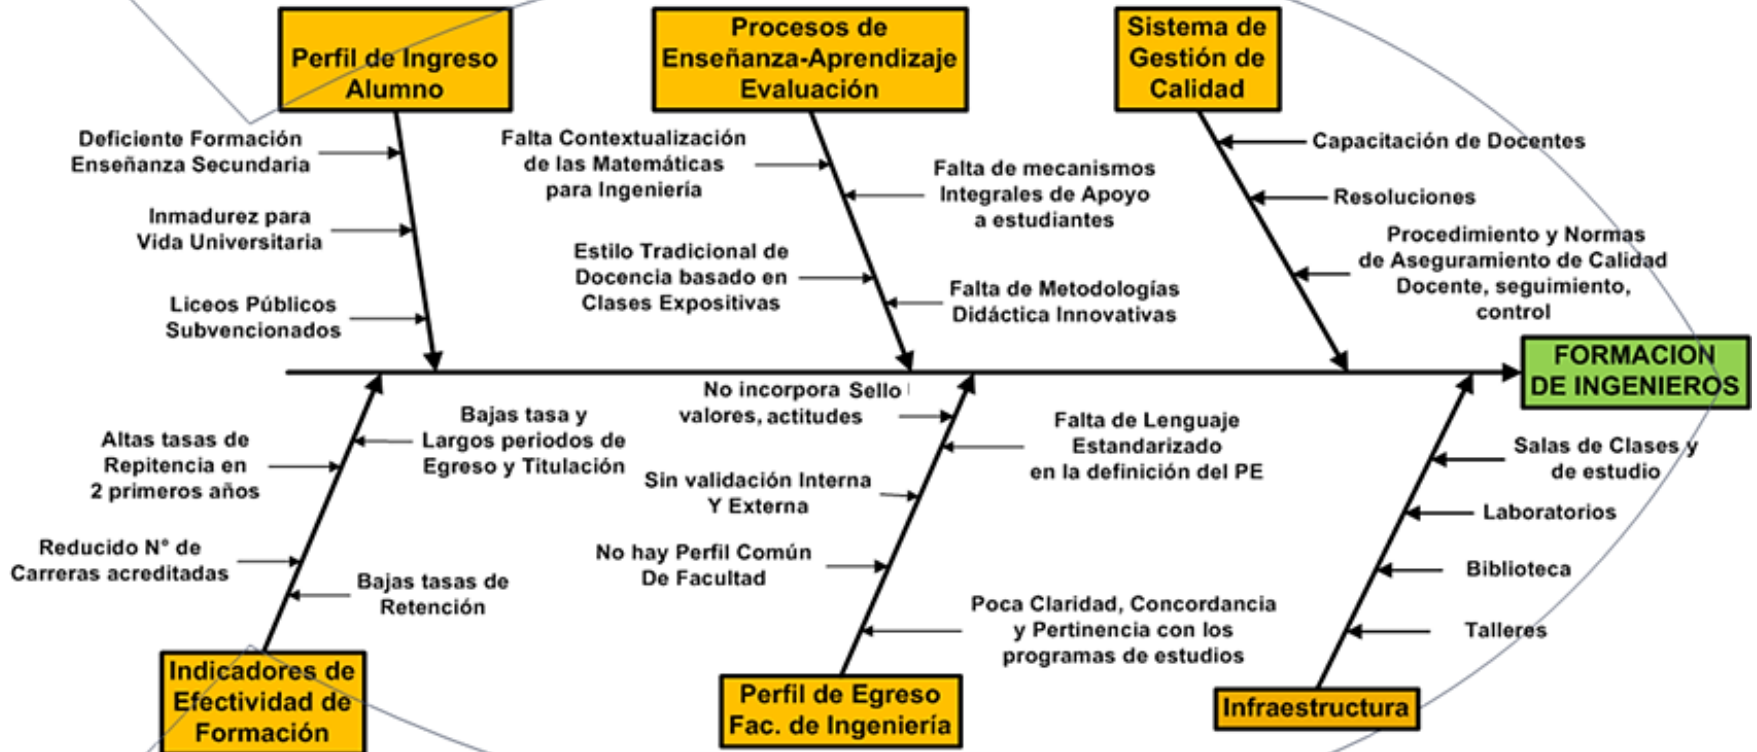 Perfil de Ingreso
Alumno
Procesos de
Enseñanza-Aprendizaje
Evaluación
Sistema de
Gestión de
Calidad
Deficiente Formación
Enseñanza Secundaria
Inmadurez para
Vida Universitaria
Liceos Públicos
Subvencionados
Falta Contextualización
de las Matemáticas
para Ingeniería
Estilo Tradicional de
Docencia basado en
Clases Expositivas
Falta de mecanismos
Integrales de Apoyo
a estudiantes
Falta de Metodologías
Didáctica Innovativas
Capacitación de Docentes
Resoluciones
Procedimiento y Normas
de Aseguramiento de Calidad
Docente, seguimiento,
control
FORMACION
DE INGENIEROS
Altas tasas de
Repitencia en
2 primeros años
Reducido N° de
Carreras acreditadas
Bajas tasa y
Largos periodos de
Egreso y Titulación
Bajas tasas de
Retención
No incorpora Sello
valores, actitudes
Sin validación Interna
Y Externa
No hay Perfil Común
De Facultad
Falta de Lenguaje
Estandarizado
en la definición del PE
Poca Claridad, Concordancia
y Pertinencia con los
programas de estudios
Salas de Clases y
de estudio
Laboratorios
Biblioteca
Talleres
Indicadores de
Efectividad de
Formación
Perfil de Egreso
Fac. de Ingeniería
Infraestructura